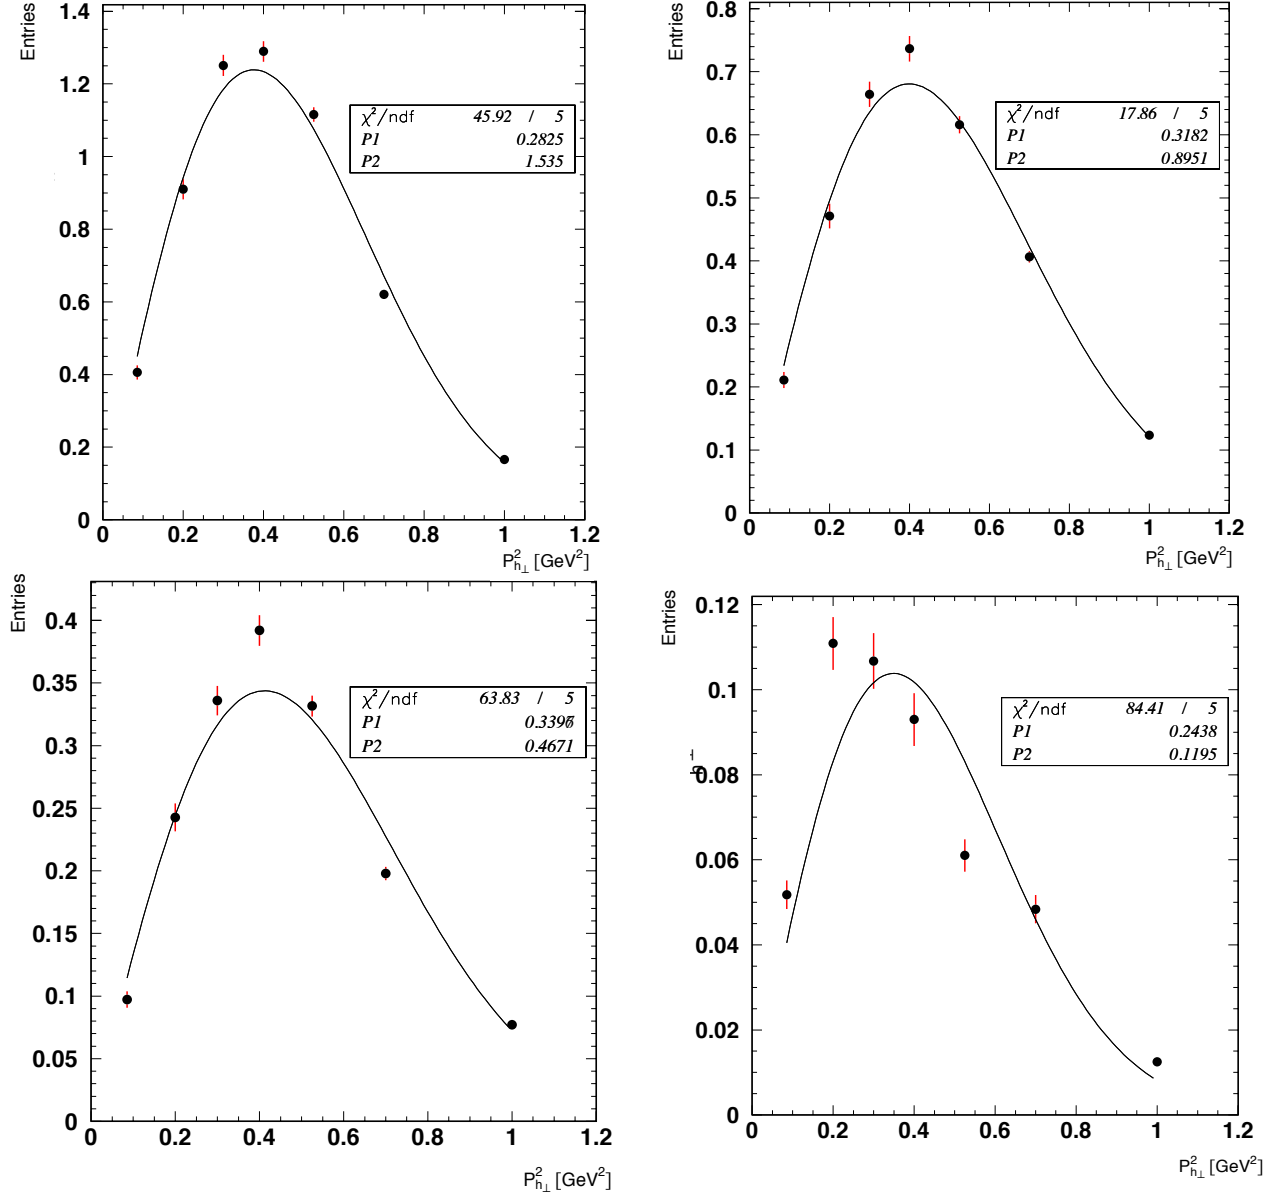 Entries
1.4
1.2
1
0.8
0.6
0.4
0.2
0
χ²/ndf 45.92 / 5
P1 0.2825
P2 1.535
0 0.2 0.4 0.6 0.8 1 1.2
P²h⊥ [GeV²]
Entries
0.8
0.7
0.6
0.5
0.4
0.3
0.2
0.1
0
χ²/ndf 17.86 / 5
P1 0.3182
P2 0.8951
0 0.2 0.4 0.6 0.8 1 1.2
P²h⊥ [GeV²]
Entries
0.4
0.35
0.3
0.25
0.2
0.15
0.1
0.05
0
χ²/ndf 63.83 / 5
P1
P2 0.4671
0 0.2 0.4 0.6 0.8 1 1.2
P²h⊥ [GeV²]
Entries
0.12
0.1
0.08
0.06
0.04
0.02
0
χ²/ndf 84.41 / 5
P1 0.2438
P2 0.1195
0 0.2 0.4 0.6 0.8 1 1.2
P²h⊥ [GeV²]